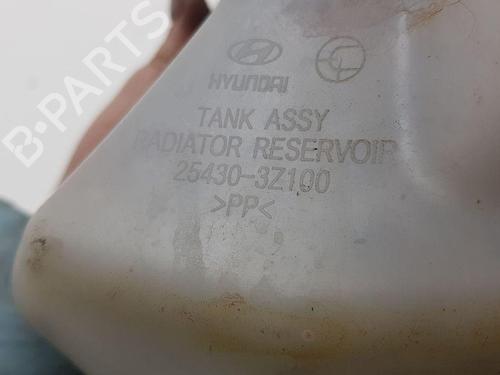 B-PARTS
HYUNDAI
TANK ASSY
RADIATOR RESERVOIR
25430-3Z100
>PP<